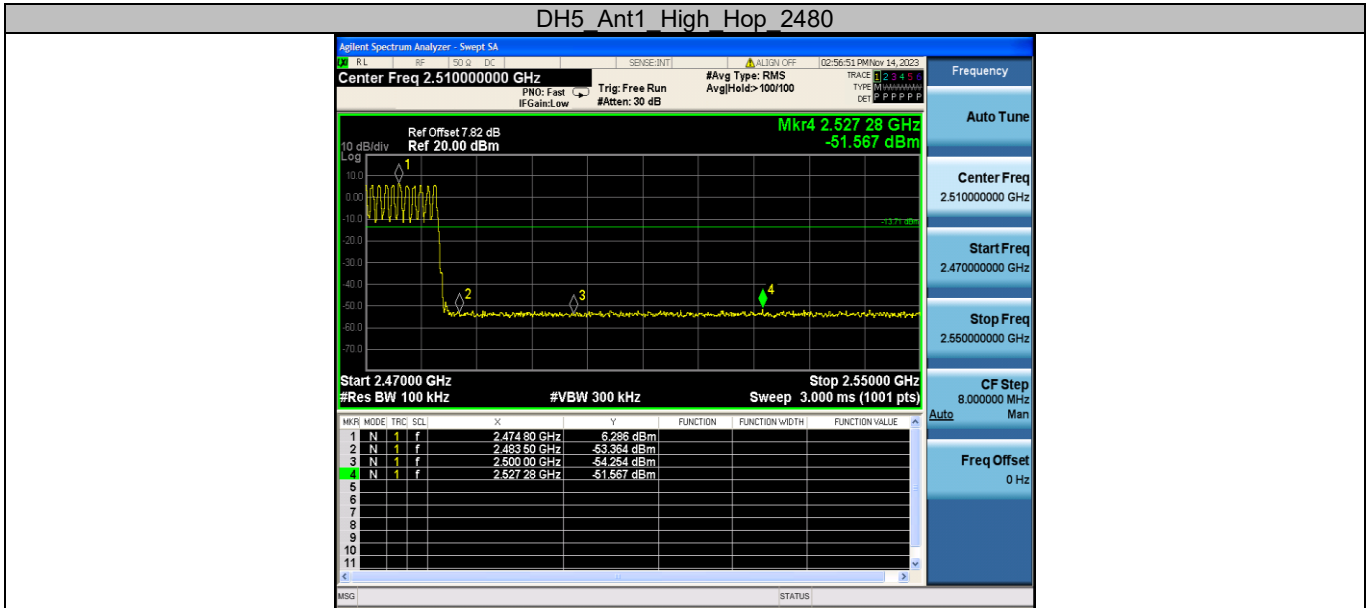 DH5_Ant1_High_Hop_2480
Agilent Spectrum Analyzer - Swept SA
RL RF 50 Ω DC SENSE:INT ALIGN OFF 02:56:51 PM Nov 14, 2023
Center Freq 2.510000000 GHz
PNO: Fast
IFGain:Low
Trig: Free Run
#Atten: 30 dB
#Avg Type: RMS
Avg|Hold:>100/100
TRACE 1 2 3 4 5 6
TYPE M
DET P P P P P P
Mkr4 2.527 28 GHz
-51.567 dBm
Ref Offset 7.82 dB
10 dB/div Ref 20.00 dBm
Log
10.0
0.00
-10.0
-20.0
-30.0
-40.0
-50.0
-60.0
-70.0
1
2
3
4
-13.71 dBm
Start 2.47000 GHz Stop 2.55000 GHz
#Res BW 100 kHz #VBW 300 kHz Sweep 3.000 ms (1001 pts)
MKR MODE TRC SCL X Y FUNCTION FUNCTION WIDTH FUNCTION VALUE
1 N 1 f 2.474 80 GHz 6.286 dBm
2 N 1 f 2.483 50 GHz -53.364 dBm
3 N 1 f 2.500 00 GHz -54.254 dBm
4 N 1 f 2.527 28 GHz -51.567 dBm
5
6
7
8
9
10
11
MSG STATUS
Frequency
Auto Tune
Center Freq
2.510000000 GHz
Start Freq
2.470000000 GHz
Stop Freq
2.550000000 GHz
CF Step
8.000000 MHz
Auto Man
Freq Offset
0 Hz